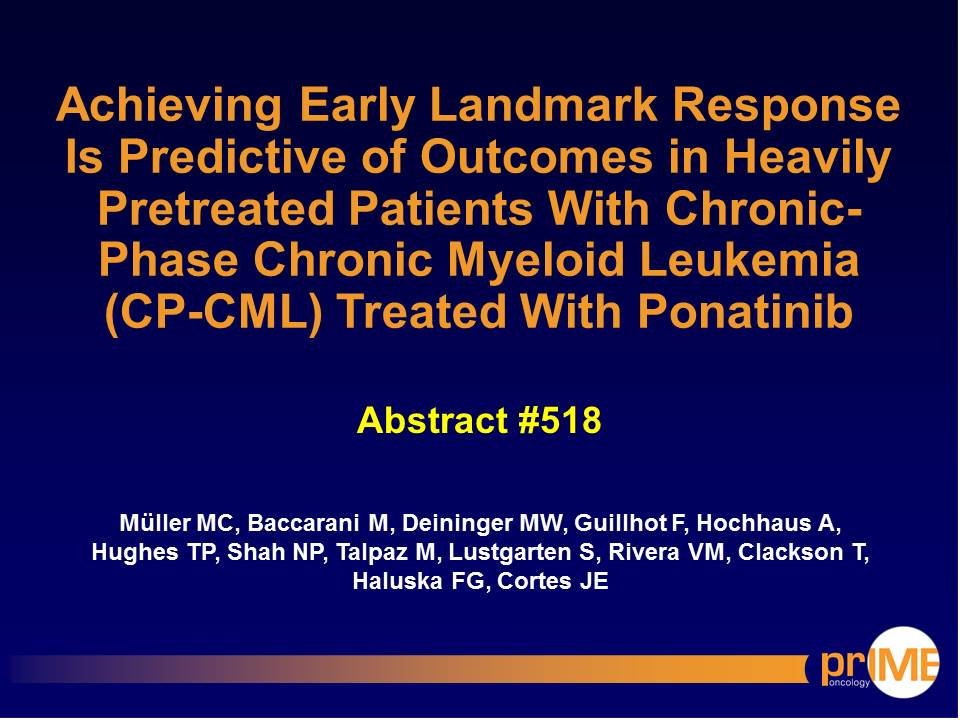 Achieving Early Landmark Response
Is Predictive of Outcomes in Heavily
Pretreated Patients With Chronic-
Phase Chronic Myeloid Leukemia
(CP-CML) Treated With Ponatinib
Abstract #518
Müller MC, Baccarani M, Deininger MW, Guillhot F, Hochhaus A,
Hughes TP, Shah NP, Talpaz M, Lustgarten S, Rivera VM, Clackson T,
Haluska FG, Cortes JE
prIME
oncology